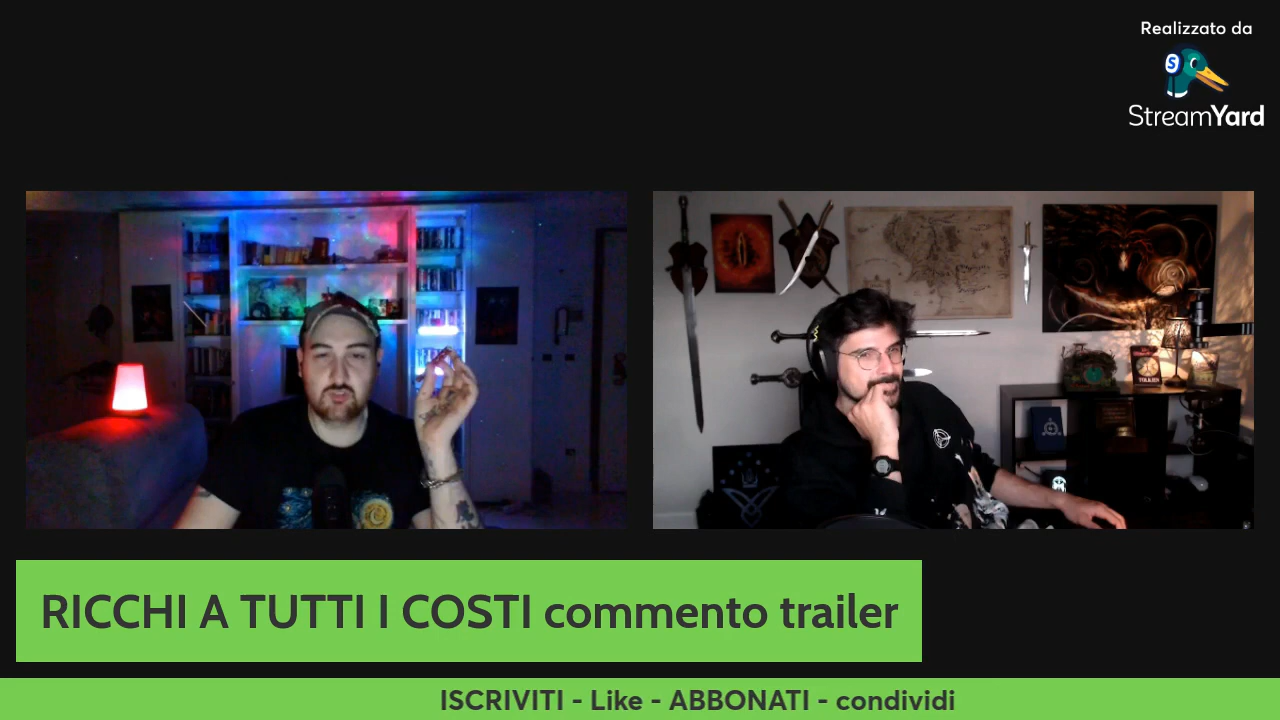 Realizzato da
StreamYard
RICCHI A TUTTI I COSTI commento trailer
ISCRIVITI - Like - ABBONATI - condividi